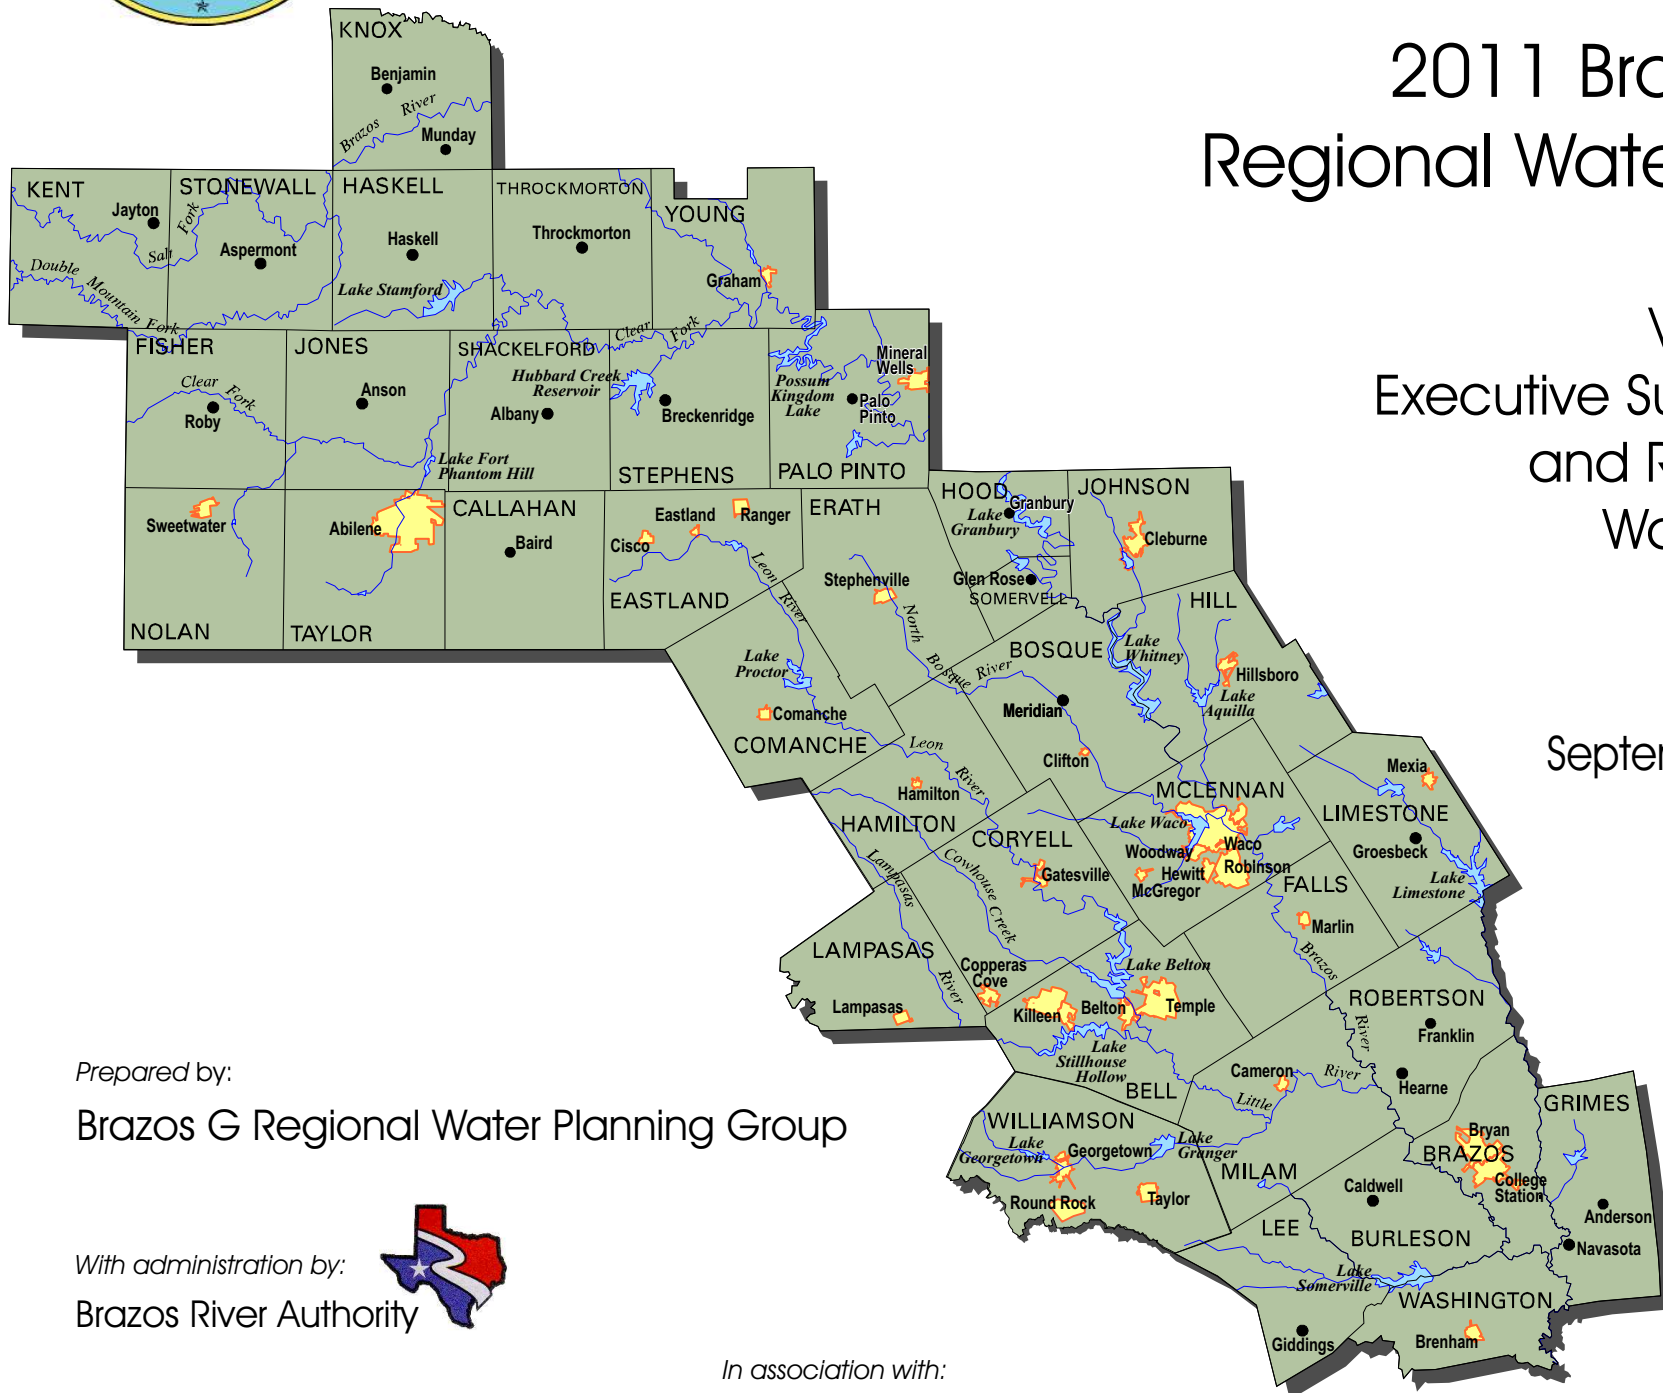 2011 Bra
Regional Wate
Executive Su
and R
Wa
Septem
KNOX
Benjamin
Brazos River
Munday
KENT
Jayton
Salt Fork
Double Mountain Fork
STONEWALL
Aspermont
HASKELL
Haskell
Lake Stamford
THROCKMORTON
Throckmorton
YOUNG
Graham
FISHER
Clear Fork
Roby
JONES
Anson
SHACKELFORD
Hubbard Creek
Reservoir
Albany
Clear Fork
Breckenridge
STEPHENS
Mineral
Wells
Possum
Kingdom
Lake
Palo
Pinto
PALO PINTO
Lake Fort
Phantom Hill
Sweetwater
NOLAN
Abilene
TAYLOR
CALLAHAN
Baird
Eastland
Ranger
Cisco
EASTLAND
Leon River
ERATH
Stephenville
North Bosque River
HOOD
Granbury
Lake
Granbury
JOHNSON
Cleburne
Glen Rose
SOMERVELL
HILL
Lake
Whitney
Hillsboro
Lake
Aquilla
BOSQUE
Meridian
Clifton
Lake
Proctor
Comanche
COMANCHE
Leon River
Hamilton
HAMILTON
Lampasas River
Cowhouse Creek
CORYELL
Gatesville
MCLENNAN
Lake Waco
Waco
Woodway
Hewitt
Robinson
McGregor
Mexia
LIMESTONE
Groesbeck
Lake
Limestone
FALLS
Marlin
Brazos River
LAMPASAS
Lampasas
Copperas
Cove
Killeen
Belton
Lake Belton
Temple
Lake
Stillhouse
Hollow
BELL
ROBERTSON
Franklin
Hearne
Cameron
Little River
MILAM
WILLIAMSON
Lake
Georgetown
Georgetown
Lake
Granger
Round Rock
Taylor
Bryan
BRAZOS
College
Station
GRIMES
Anderson
Navasota
Caldwell
BURLESON
LEE
Lake
Somerville
WASHINGTON
Giddings
Brenham
Prepared by:
Brazos G Regional Water Planning Group
With administration by:
Brazos River Authority
In association with: